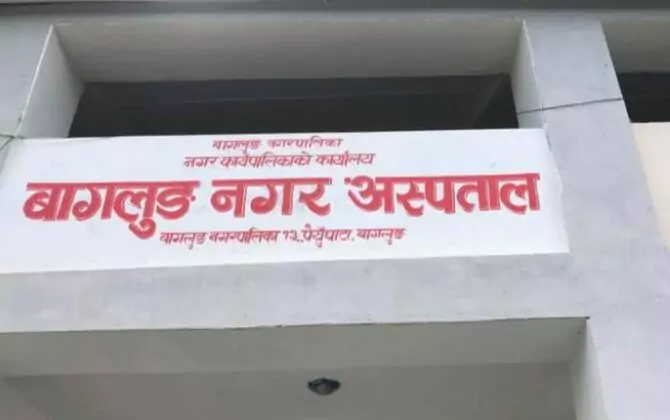 बागलुङ नगरपालिका
नगर कार्यपालिकाको कार्यालय
बागलुङ नगर अस्पताल
बागलुङ नगरपालिका १२, पैयुँपाटा, बागलुङ